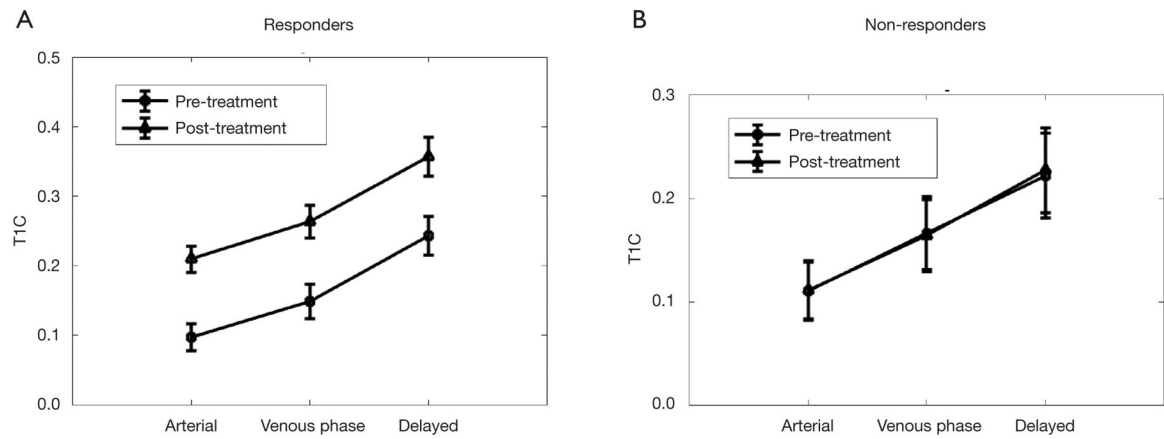 A
Responders
0.5
0.4
0.3
0.2
0.1
0.0
T1C
Pre-treatment
Post-treatment
Arterial
Venous phase
Delayed
B
Non-responders
0.3
0.2
0.1
0.0
T1C
Pre-treatment
Post-treatment
Arterial
Venous phase
Delayed